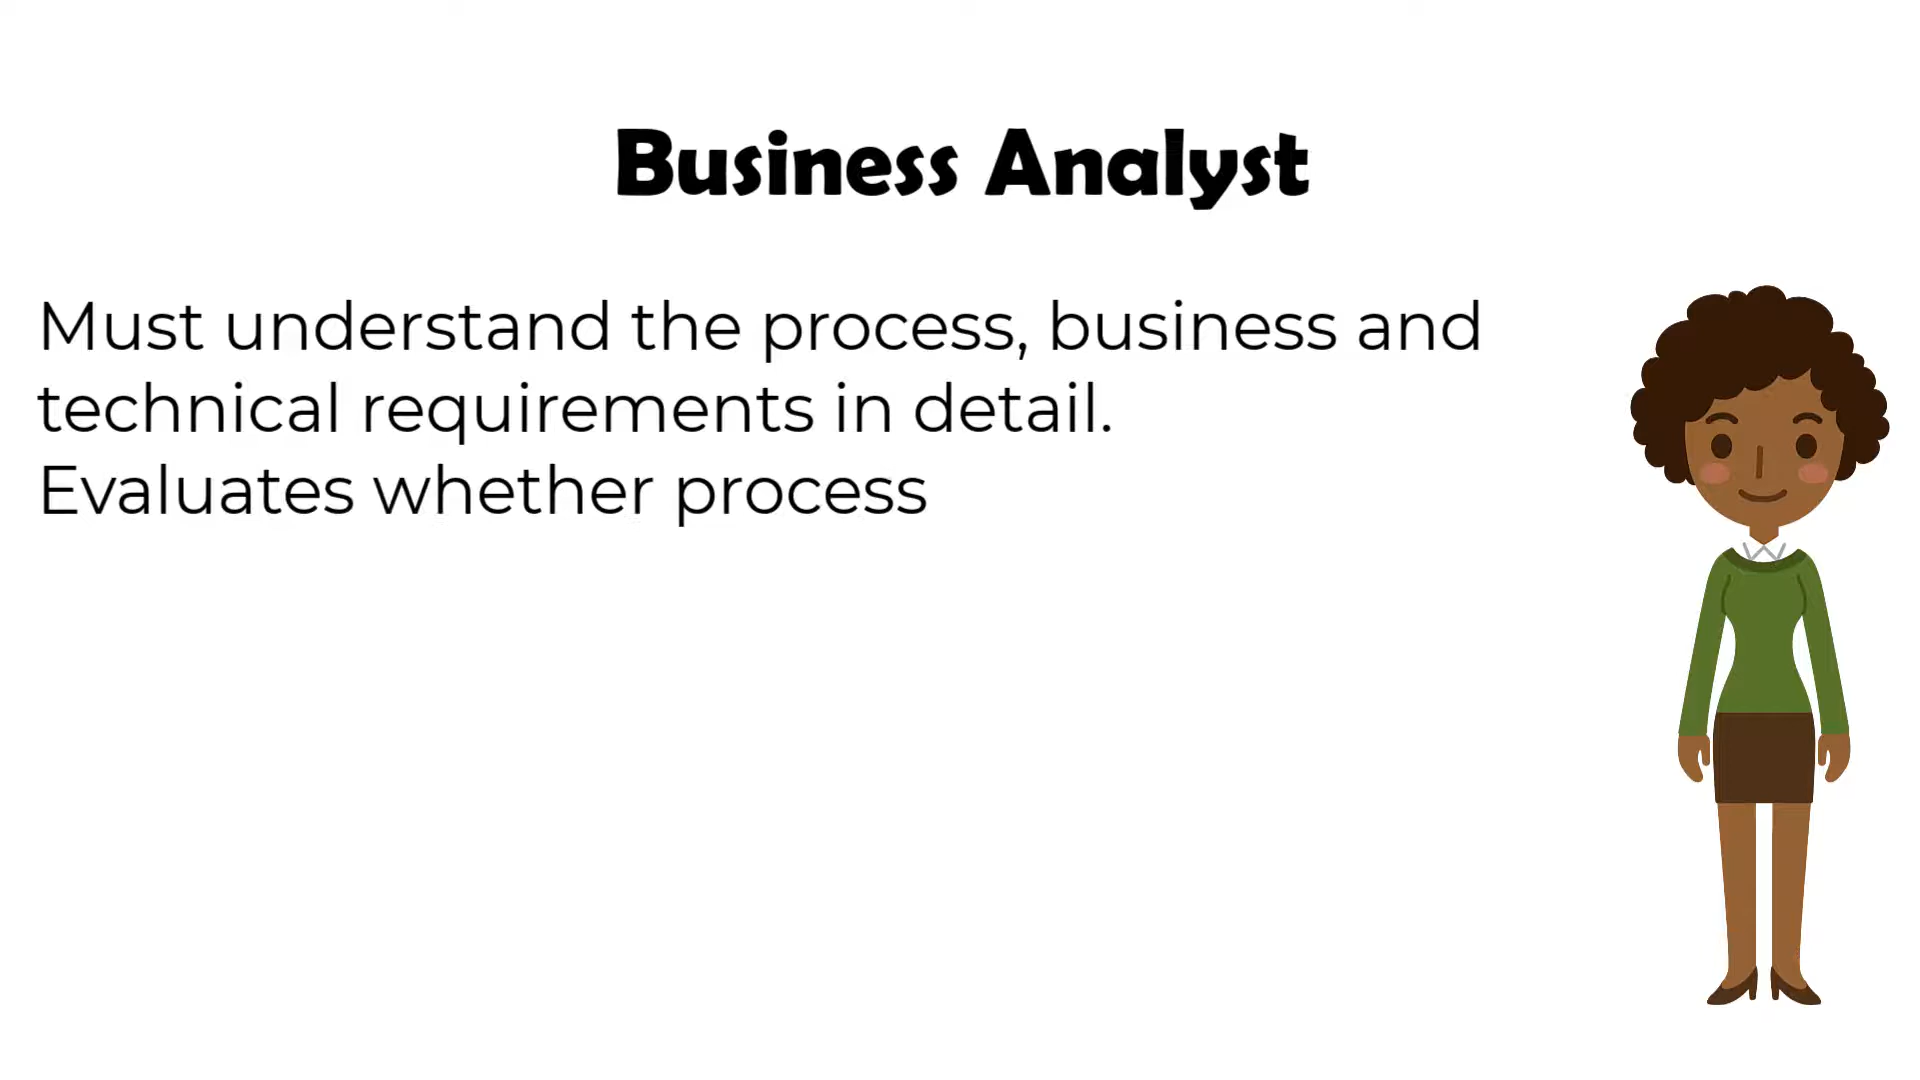 Business Analyst
Must understand the process, business and
technical requirements in detail.
Evaluates whether process